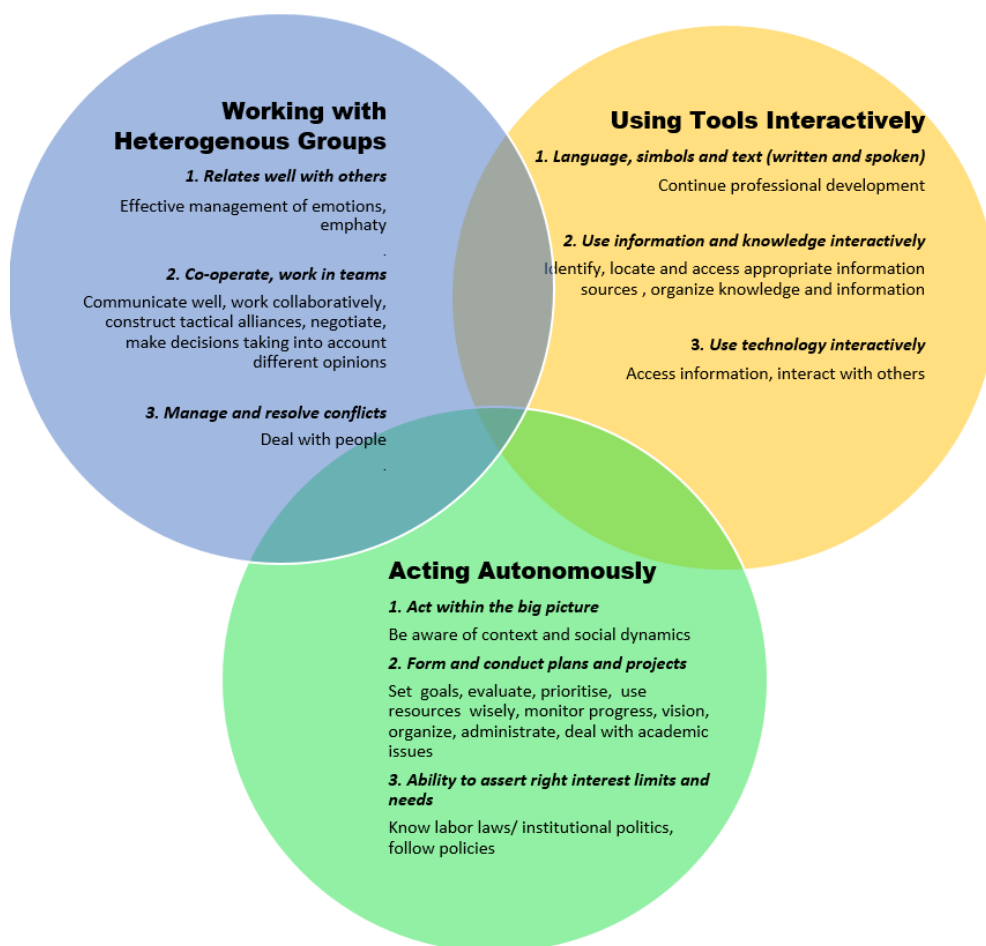 Working with
Heterogenous Groups
1. Relates well with others
Effective management of emotions,
emphaty
.
2. Co-operate, work in teams
Communicate well, work collaboratively,
construct tactical alliances, negotiate,
make decisions taking into account
different opinions
3. Manage and resolve conflicts
Deal with people
.
Using Tools Interactively
1. Language, simbols and text (written and spoken)
Continue professional development
2. Use information and knowledge interactively
Identify, locate and access appropriate information
sources , organize knowledge and information
3. Use technology interactively
Access information, interact with others
Acting Autonomously
1. Act within the big picture
Be aware of context and social dynamics
2. Form and conduct plans and projects
Set  goals, evaluate, prioritise,  use
resources  wisely, monitor progress, vision,
organize, administrate, deal with academic
issues
3. Ability to assert right interest limits and
needs
Know labor laws/ institutional politics,
follow policies